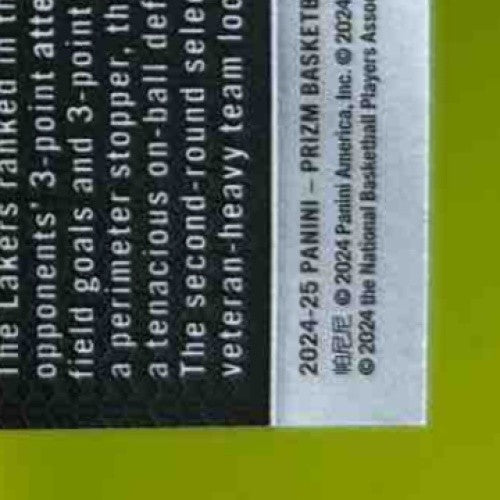 The Lakers ranked in th
opponents' 3-point atte
field goals and 3-point
a perimeter stopper, th
a tenacious on-ball def
The second-round selec
veteran-heavy team loo
2024-25 PANINI – PRIZM BASKETB
帕尼尼 © 2024 Panini America, Inc. © 2024
© 2024 the National Basketball Players Asso